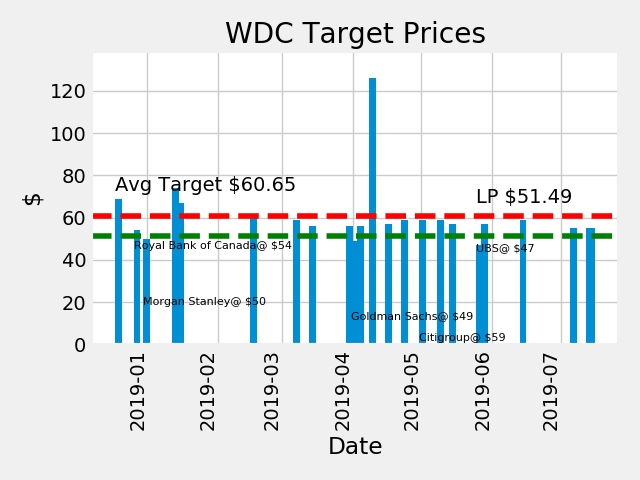 WDC Target Prices
120
100
80
60
40
20
0
$
Avg Target $60.65
LP $51.49
Royal Bank of Canada@ $54
UBS@ $47
Morgan Stanley@ $50
Goldman Sachs@ $49
Citigroup@ $59
2019-01
2019-02
2019-03
2019-04
2019-05
2019-06
2019-07
Date